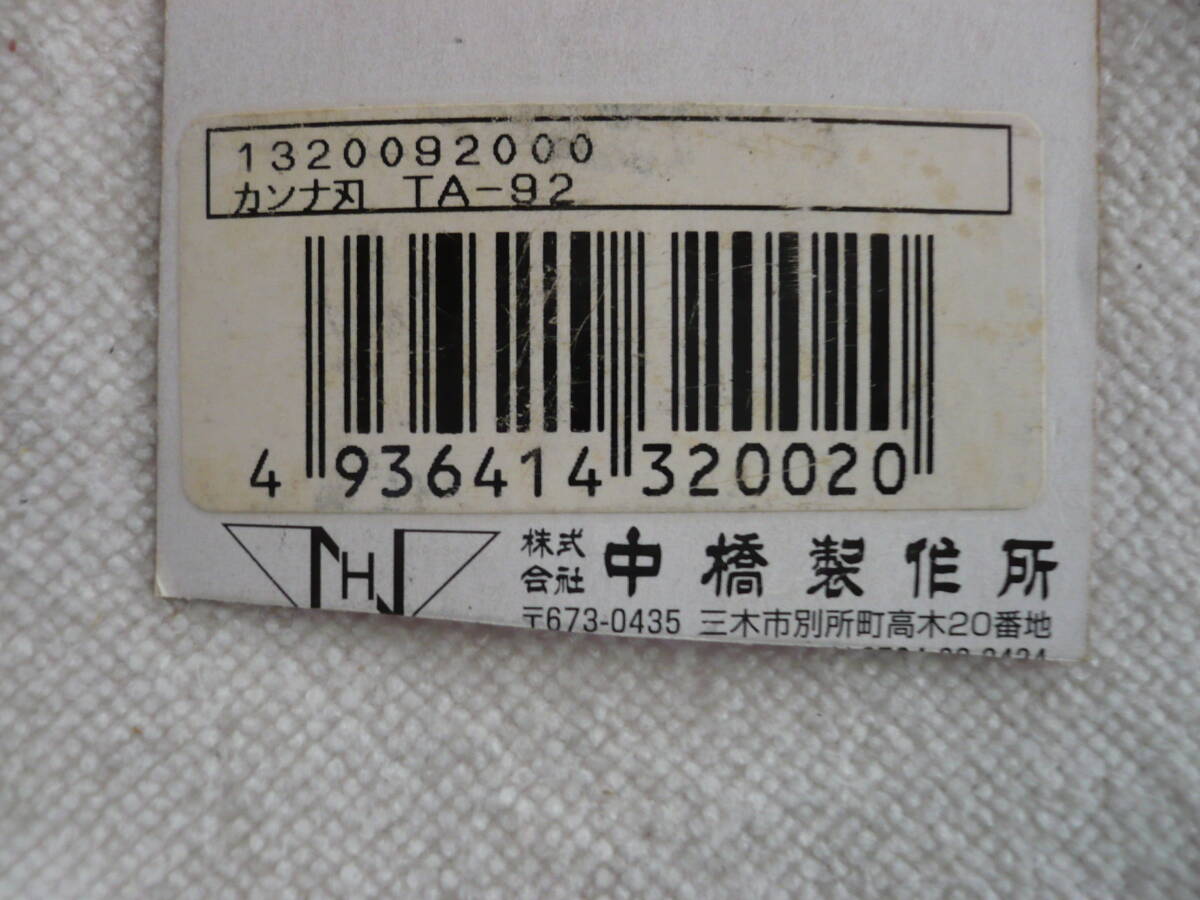 1320092000
カンナ刃 TA-92
4 936414 320020
NHJ
株式会社 中橋製作所
〒673-0435 三木市別所町高木20番地